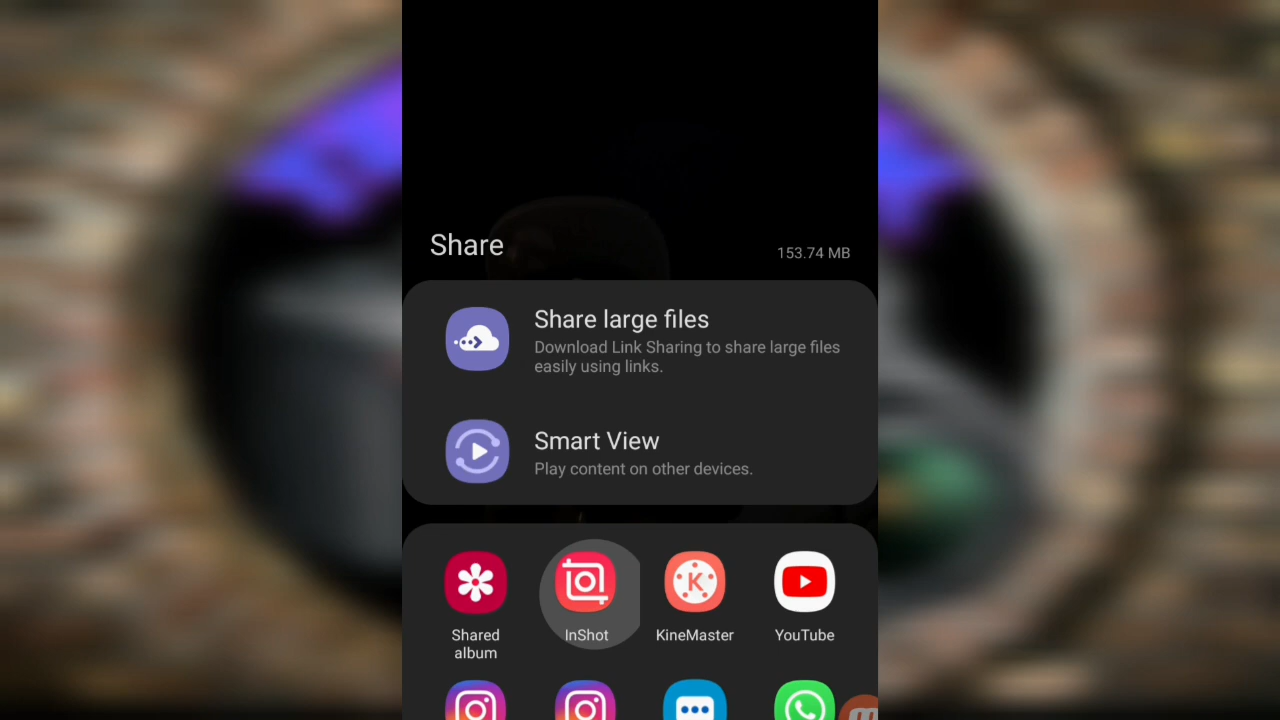 Share
153.74 MB
Share large files
Download Link Sharing to share large files
easily using links.
Smart View
Play content on other devices.
Shared
album
InShot
KineMaster
YouTube